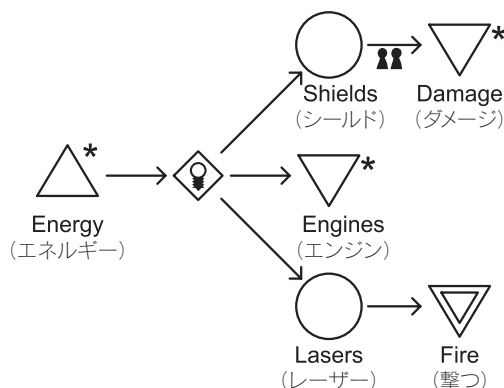 *
Shields
(シールド)
*
Damage
(ダメージ)
*
Energy
(エネルギー)
*
Engines
(エンジン)
Lasers
(レーザー)
Fire
(撃つ)